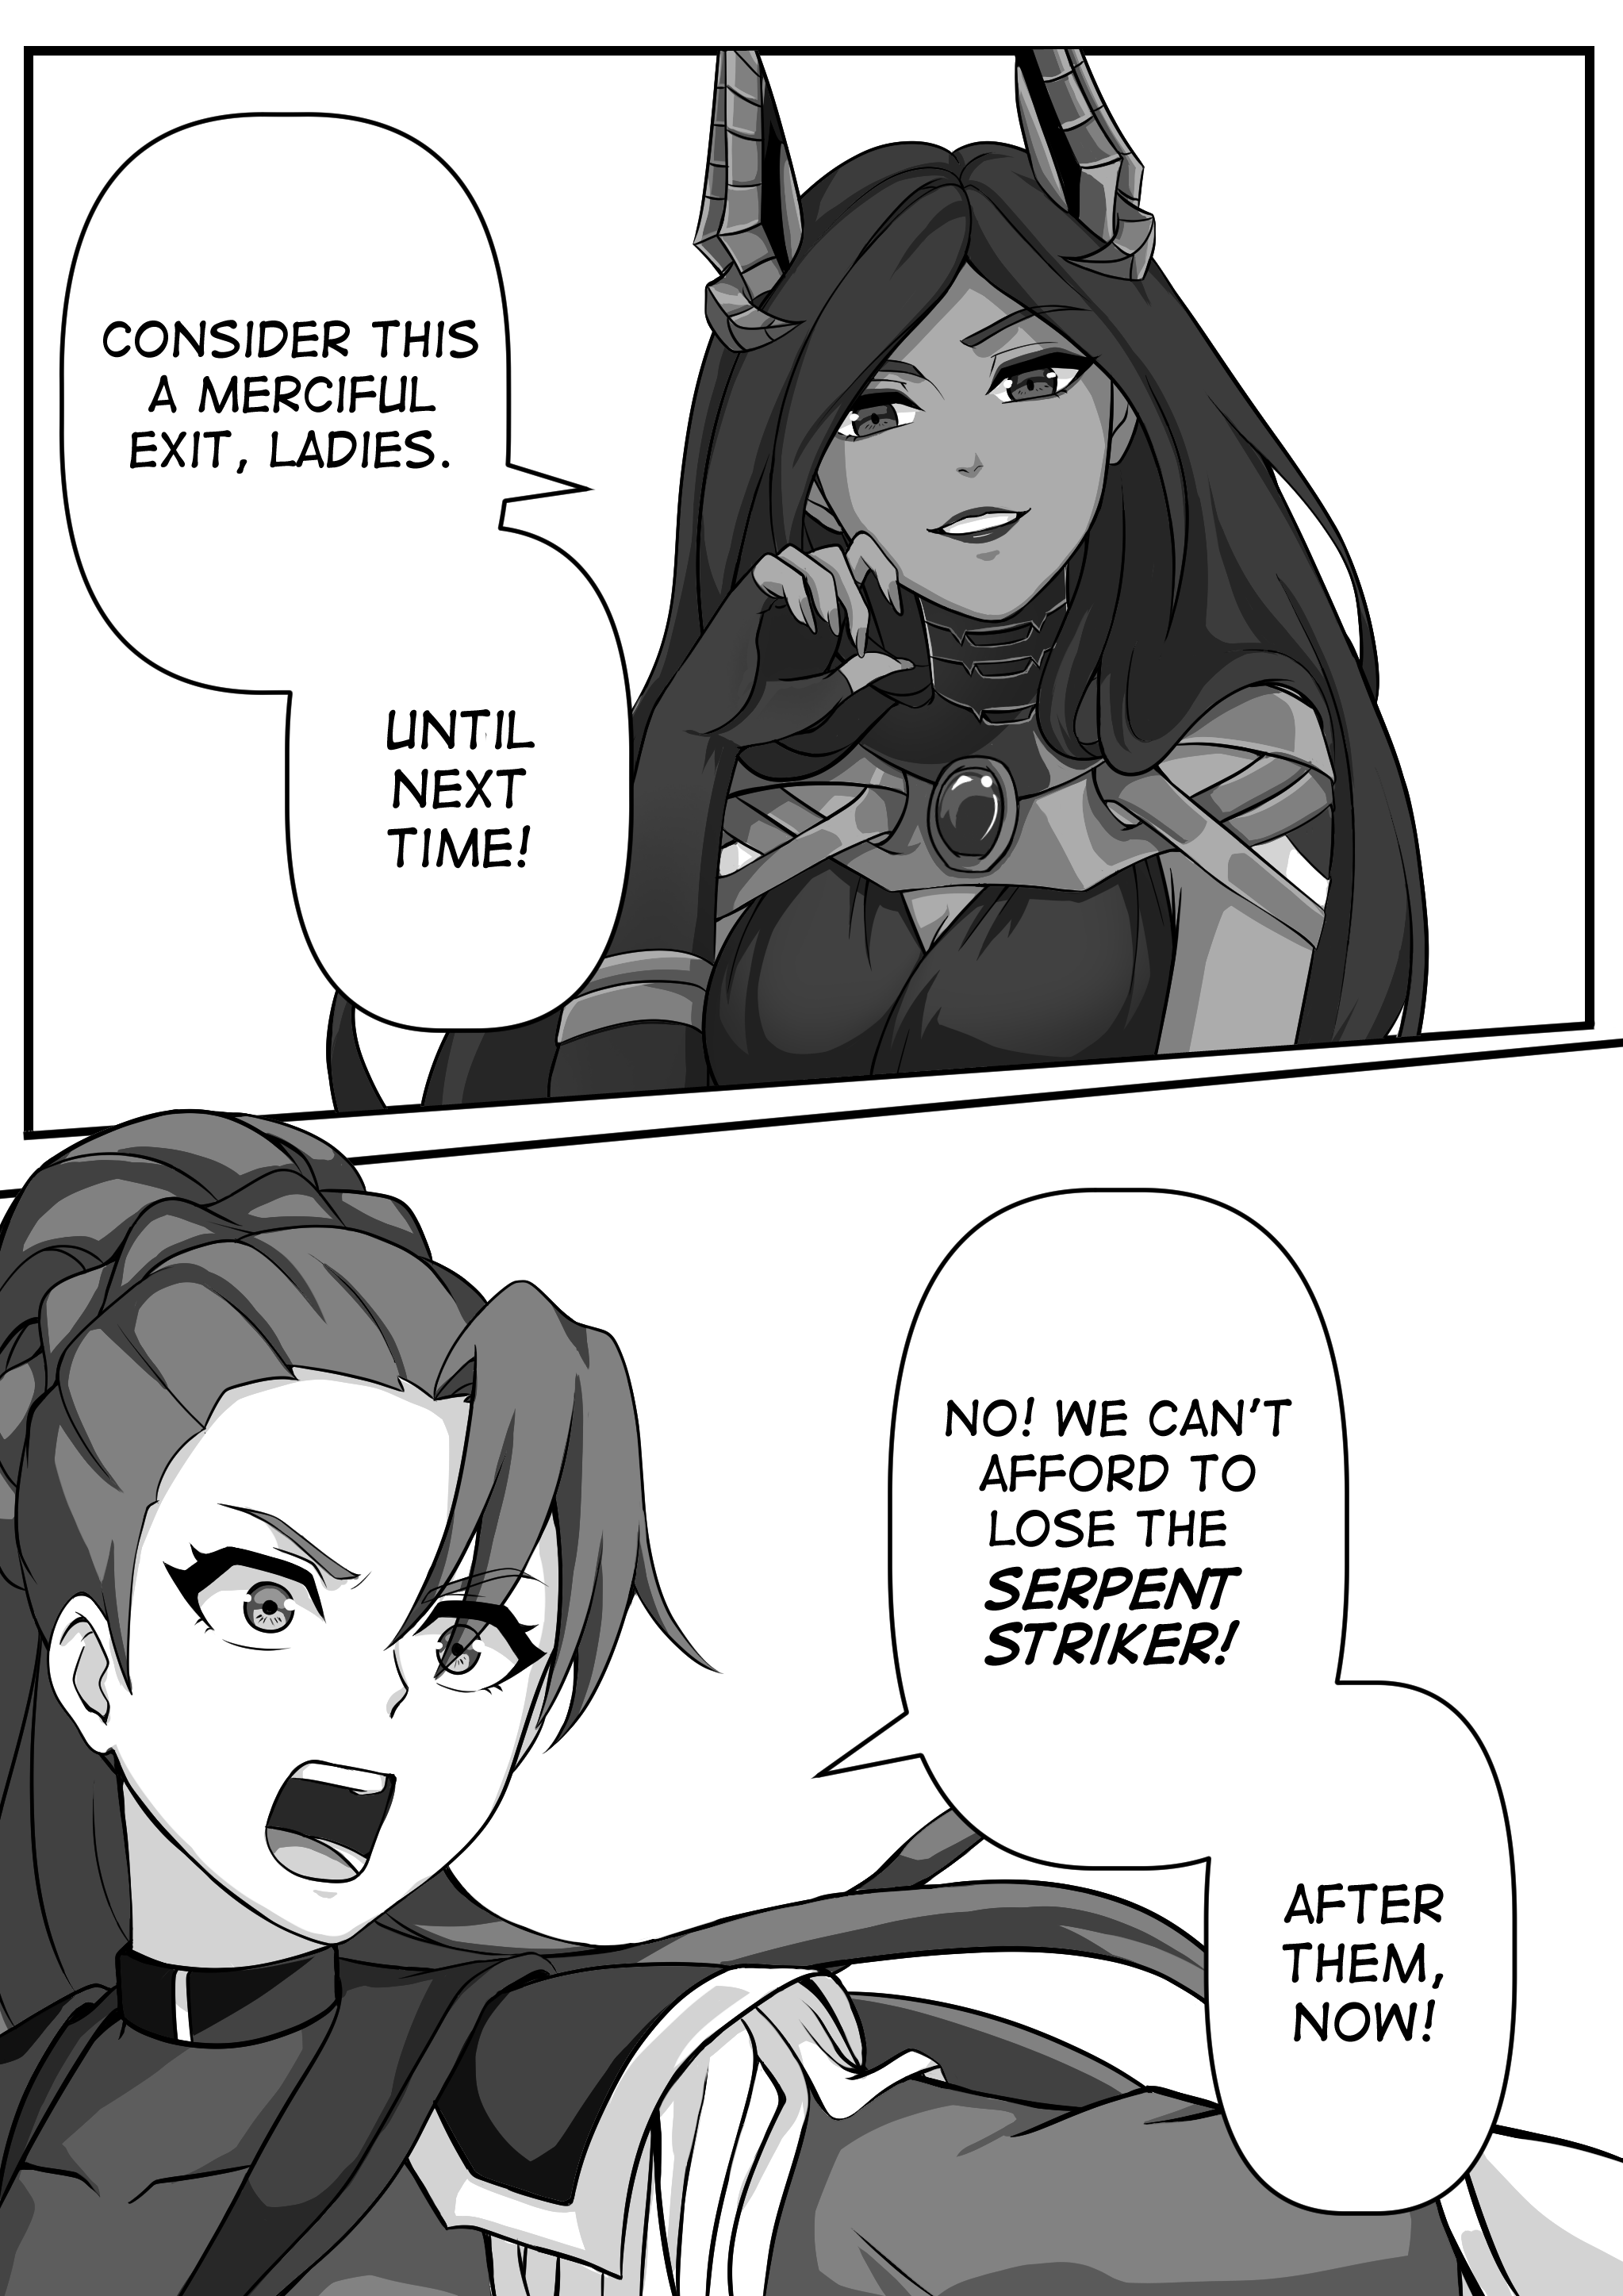 CONSIDER THIS
A MERCIFUL
EXIT, LADIES.
UNTIL
NEXT
TIME!
NO! WE CAN'T
AFFORD TO
LOSE THE
SERPENT
STRIKER!
AFTER
THEM,
NOW!